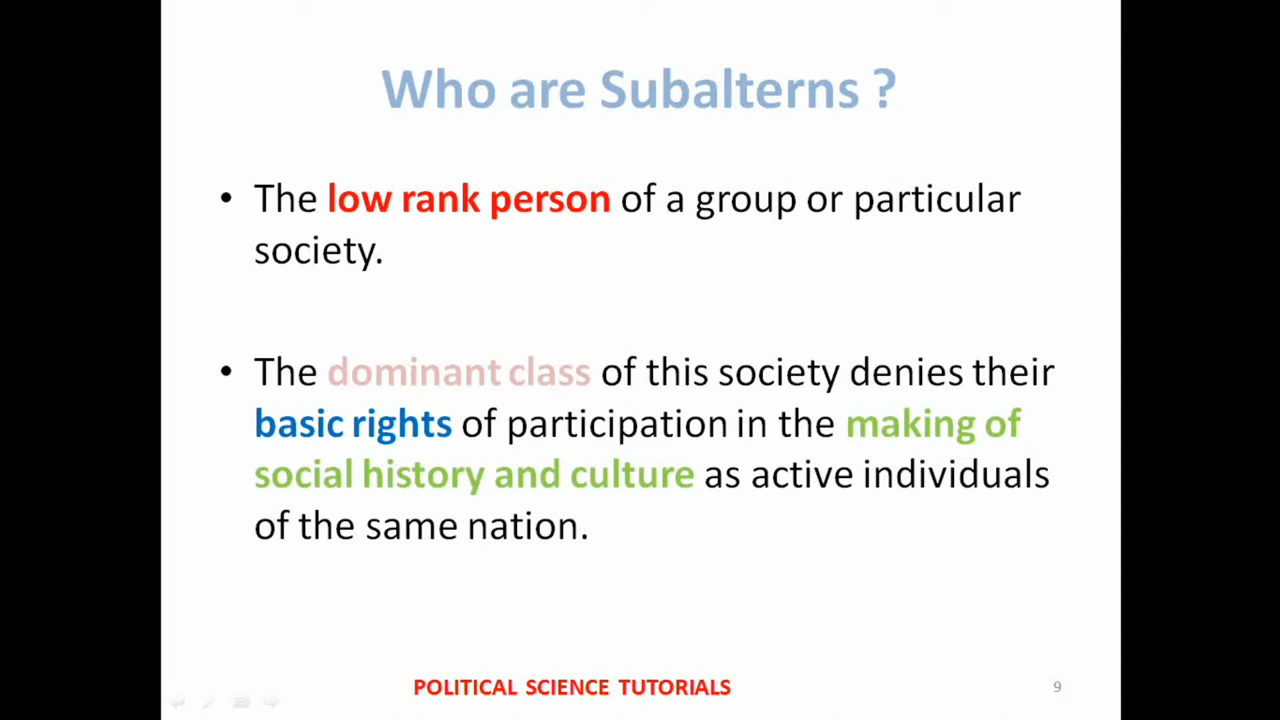 Who are Subalterns ?
• The low rank person of a group or particular
society.
• The dominant class of this society denies their
basic rights of participation in the making of
social history and culture as active individuals
of the same nation.
POLITICAL SCIENCE TUTORIALS
9